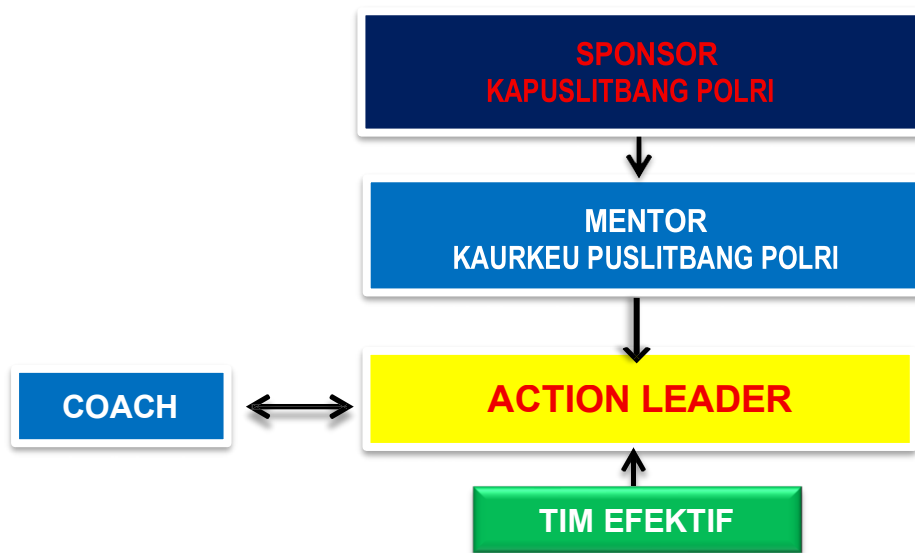 SPONSOR
KAPUSLITBANG POLRI
MENTOR
KAURKEU PUSLITBANG POLRI
COACH
ACTION LEADER
TIM EFEKTIF